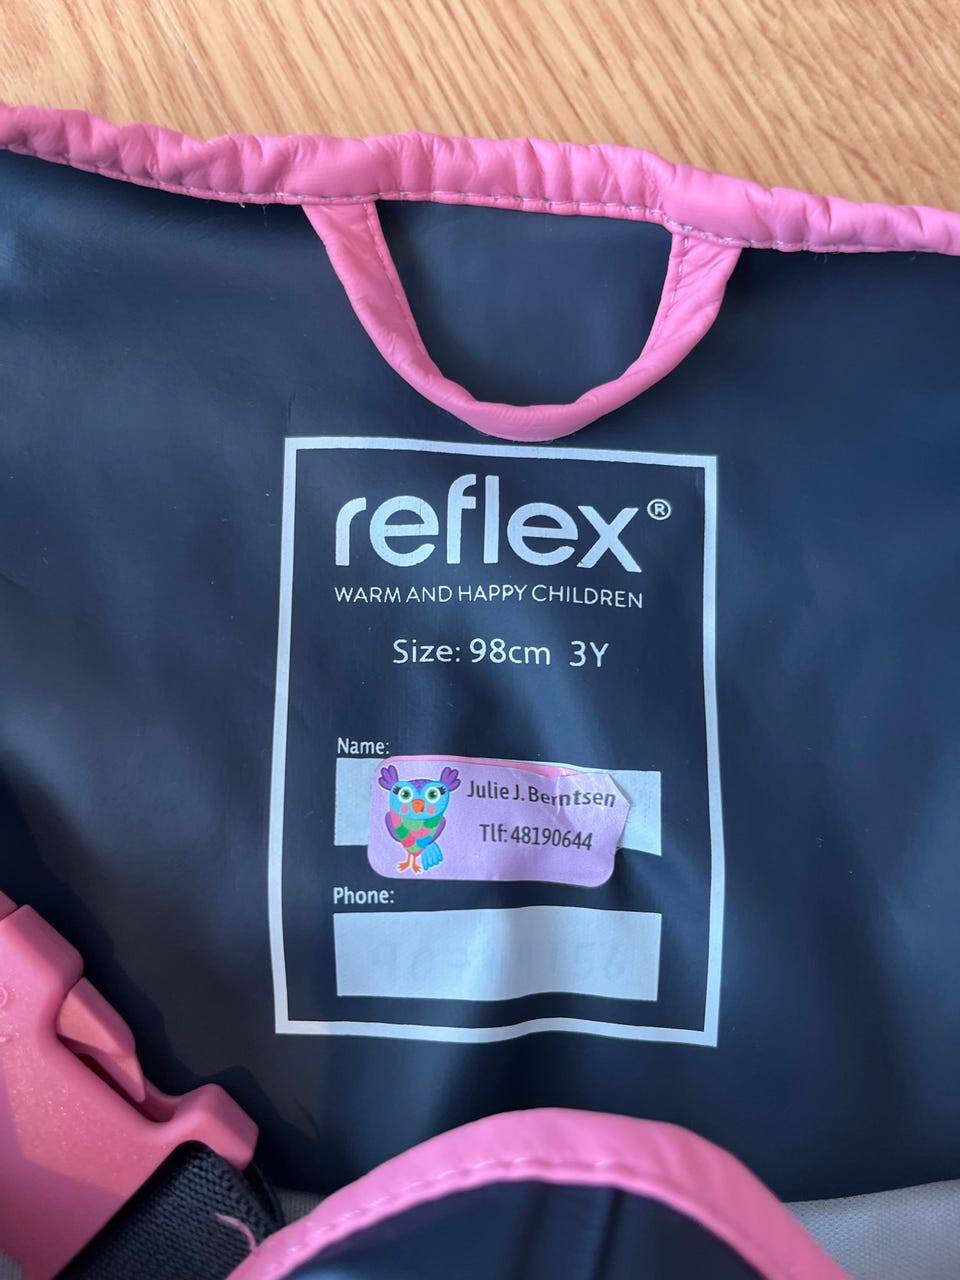 reflex®
WARM AND HAPPY CHILDREN
Size: 98cm 3Y
Name:
Julie J. Berntsen
Tlf: 48190644
Phone: